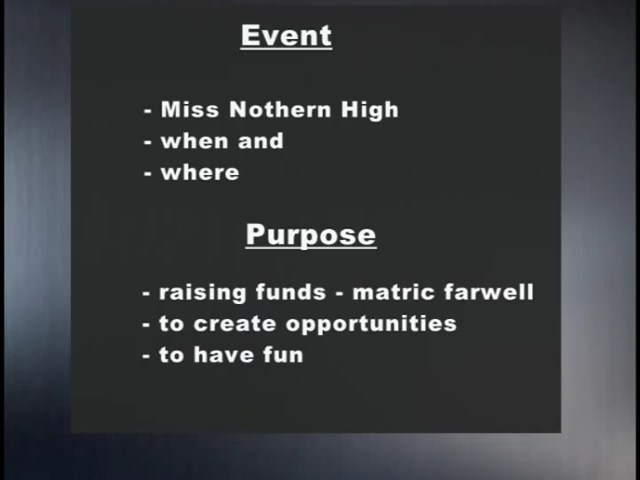 Event
- Miss Nothern High
- when and
- where
Purpose
- raising funds - matric farwell
- to create opportunities
- to have fun